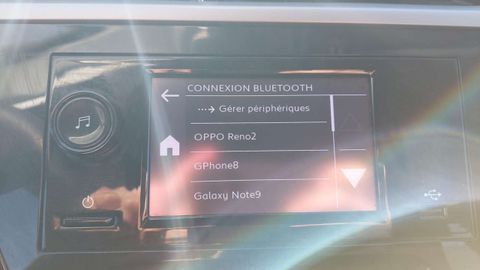 CONNEXION BLUETOOTH
Gérer périphériques
OPPO Reno2
GPhone8
Galaxy Note9